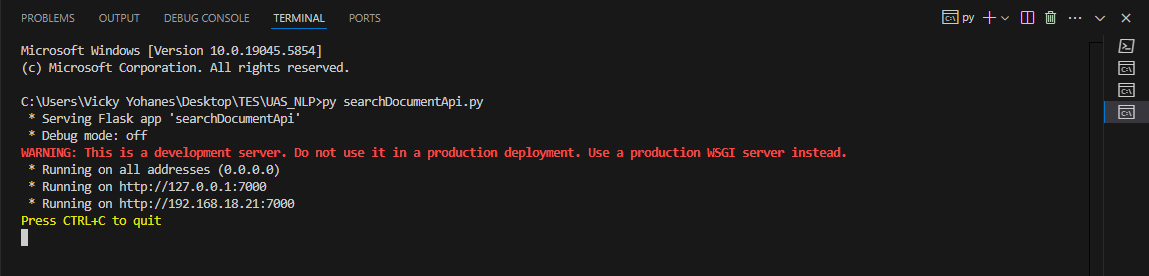 PROBLEMS OUTPUT DEBUG CONSOLE TERMINAL PORTS py
Microsoft Windows [Version 10.0.19045.5854]
(c) Microsoft Corporation. All rights reserved.
C:\Users\Vicky Yohanes\Desktop\TES\UAS_NLP>py searchDocumentApi.py
 * Serving Flask app 'searchDocumentApi'
 * Debug mode: off
WARNING: This is a development server. Do not use it in a production deployment. Use a production WSGI server instead.
 * Running on all addresses (0.0.0.0)
 * Running on http://127.0.0.1:7000
 * Running on http://192.168.18.21:7000
Press CTRL+C to quit